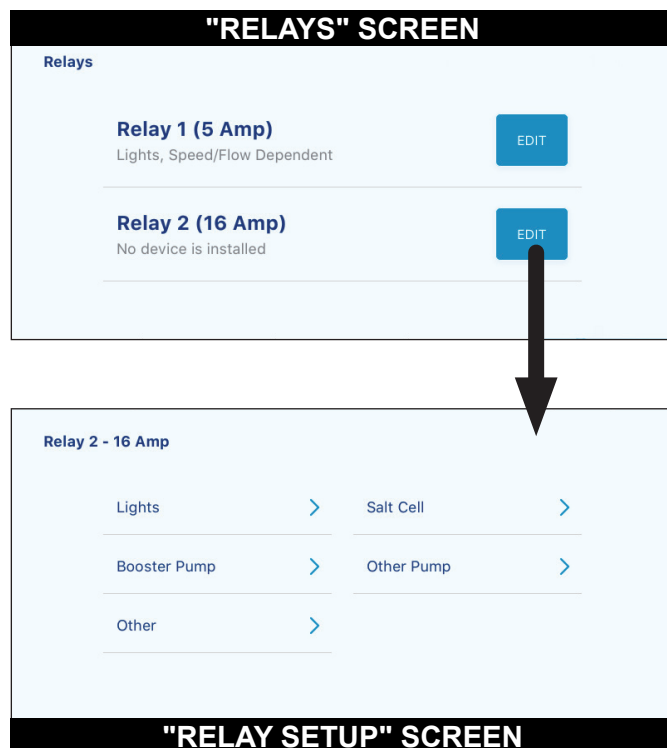 "RELAYS" SCREEN
Relays
Relay 1 (5 Amp)
Lights, Speed/Flow Dependent
EDIT
Relay 2 (16 Amp)
No device is installed
EDIT
Relay 2 - 16 Amp
Lights
Salt Cell
Booster Pump
Other Pump
Other
"RELAY SETUP" SCREEN